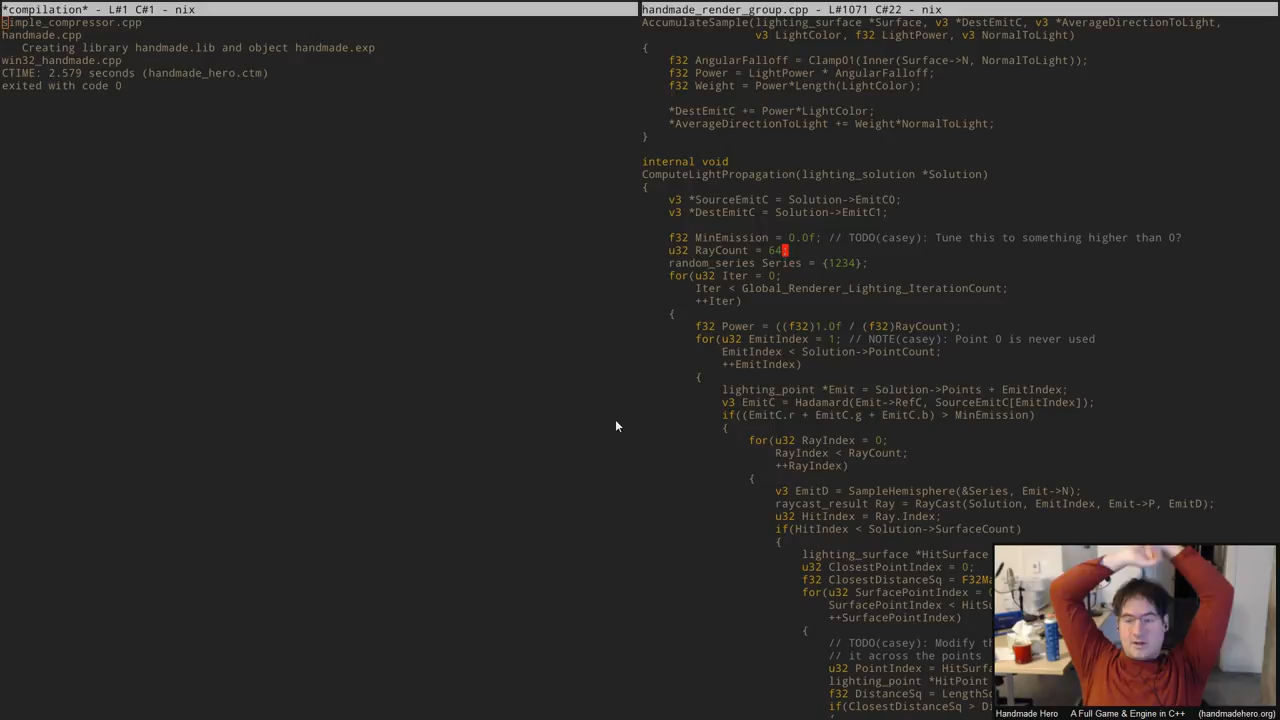 *compilation* - L#1 C#1 - nix
simple_compressor.cpp
handmade.cpp
   Creating library handmade.lib and object handmade.exp
win32_handmade.cpp
CTIME: 2.579 seconds (handmade_hero.ctm)
exited with code 0
handmade_render_group.cpp - L#1071 C#22 - nix
AccumulateSample(lighting_surface *Surface, v3 *DestEmitC, v3 *AverageDirectionToLight,
                 v3 LightColor, f32 LightPower, v3 NormalToLight)
{
    f32 AngularFalloff = Clamp01(Inner(Surface->N, NormalToLight));
    f32 Power = LightPower * AngularFalloff;
    f32 Weight = Power*Length(LightColor);
    *DestEmitC += Power*LightColor;
    *AverageDirectionToLight += Weight*NormalToLight;
}
internal void
ComputeLightPropagation(lighting_solution *Solution)
{
    v3 *SourceEmitC = Solution->EmitC0;
    v3 *DestEmitC = Solution->EmitC1;
    f32 MinEmission = 0.0f; // TODO(casey): Tune this to something higher than 0?
    u32 RayCount = 64;
    random_series Series = {1234};
    for(u32 Iter = 0;
        Iter < Global_Renderer_Lighting_IterationCount;
        ++Iter)
    {
        f32 Power = ((f32)1.0f / (f32)RayCount);
        for(u32 EmitIndex = 1; // NOTE(casey): Point 0 is never used
            EmitIndex < Solution->PointCount;
            ++EmitIndex)
        {
            lighting_point *Emit = Solution->Points + EmitIndex;
            v3 EmitC = Hadamard(Emit->RefC, SourceEmitC[EmitIndex]);
            if((EmitC.r + EmitC.g + EmitC.b) > MinEmission)
            {
                for(u32 RayIndex = 0;
                    RayIndex < RayCount;
                    ++RayIndex)
                {
                    v3 EmitD = SampleHemisphere(&Series, Emit->N);
                    raycast_result Ray = RayCast(Solution, EmitIndex, Emit->P, EmitD);
                    u32 HitIndex = Ray.Index;
                    if(HitIndex < Solution->SurfaceCount)
                    {
                        lighting_surface *HitSurface
                        u32 ClosestPointIndex = 0;
                        f32 ClosestDistanceSq = F32Ma
                        for(u32 SurfacePointIndex = 0
                            SurfacePointIndex < HitSu
                            ++SurfacePointIndex)
                        {
                            // TODO(casey): Modify th
                            // it across the points
                            u32 PointIndex = HitSurfa
                            lighting_point *HitPoint
                            f32 DistanceSq = LengthSq
                            if(ClosestDistanceSq > Di
                            {
Handmade Hero    A Full Game & Engine in C++    (handmadehero.org)